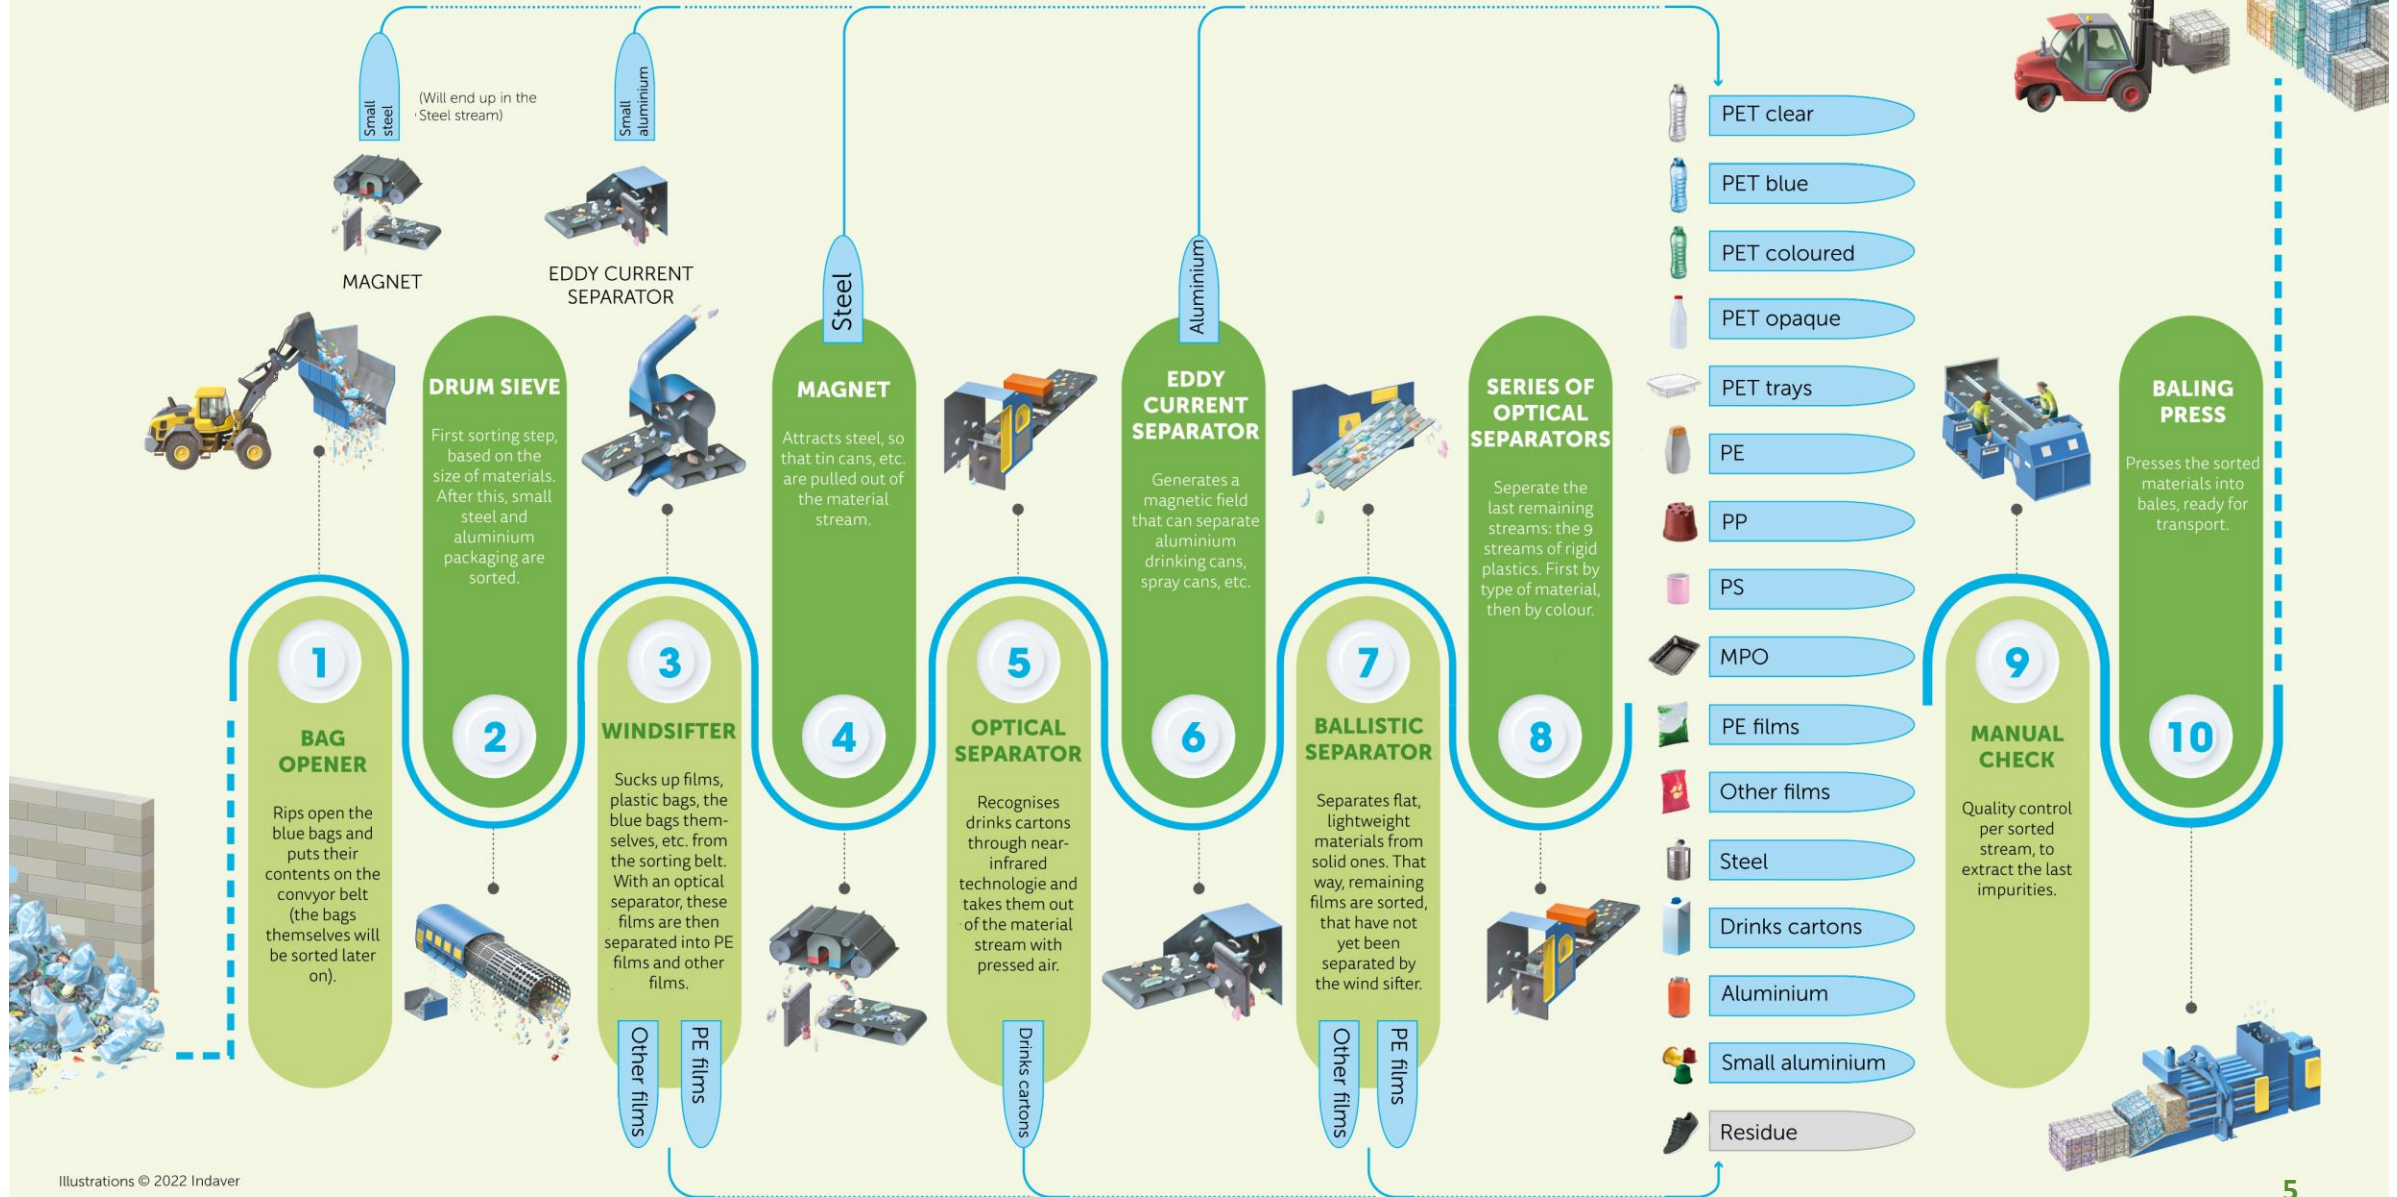 Small
steel
(Will end up in the
Steel stream)
MAGNET
Small
aluminium
EDDY CURRENT
SEPARATOR
1
BAG
OPENER
Rips open the
blue bags and
puts their
contents on the
convyor belt
(the bags
themselves will
be sorted later
on).
DRUM SIEVE
First sorting step,
based on the
size of materials.
After this, small
steel and
aluminium
packaging are
sorted.
2
3
WINDSIFTER
Sucks up films,
plastic bags, the
blue bags them-
selves, etc. from
the sorting belt.
With an optical
separator, these
films are then
separated into PE
films and other
films.
Other films
PE films
Steel
MAGNET
Attracts steel, so
that tin cans, etc.
are pulled out of
the material
stream.
4
5
OPTICAL
SEPARATOR
Recognises
drinks cartons
through near-
infrared
technologie and
takes them out
of the material
stream with
pressed air.
Drinks cartons
Aluminium
EDDY
CURRENT
SEPARATOR
Generates a
magnetic field
that can separate
aluminium
drinking cans,
spray cans, etc.
6
7
BALLISTIC
SEPARATOR
Separates flat,
lightweight
materials from
solid ones. That
way, remaining
films are sorted,
that have not
yet been
separated by
the wind sifter.
Other films
PE films
SERIES OF
OPTICAL
SEPARATORS
Seperate the
last remaining
streams: the 9
streams of rigid
plastics. First by
type of material,
then by colour.
8
PET clear
PET blue
PET coloured
PET opaque
PET trays
PE
PP
PS
MPO
PE films
Other films
Steel
Drinks cartons
Aluminium
Small aluminium
Residue
9
MANUAL
CHECK
Quality control
per sorted
stream, to
extract the last
impurities.
BALING
PRESS
Presses the sorted
materials into
bales, ready for
transport.
10
Illustrations © 2022 Indaver
5